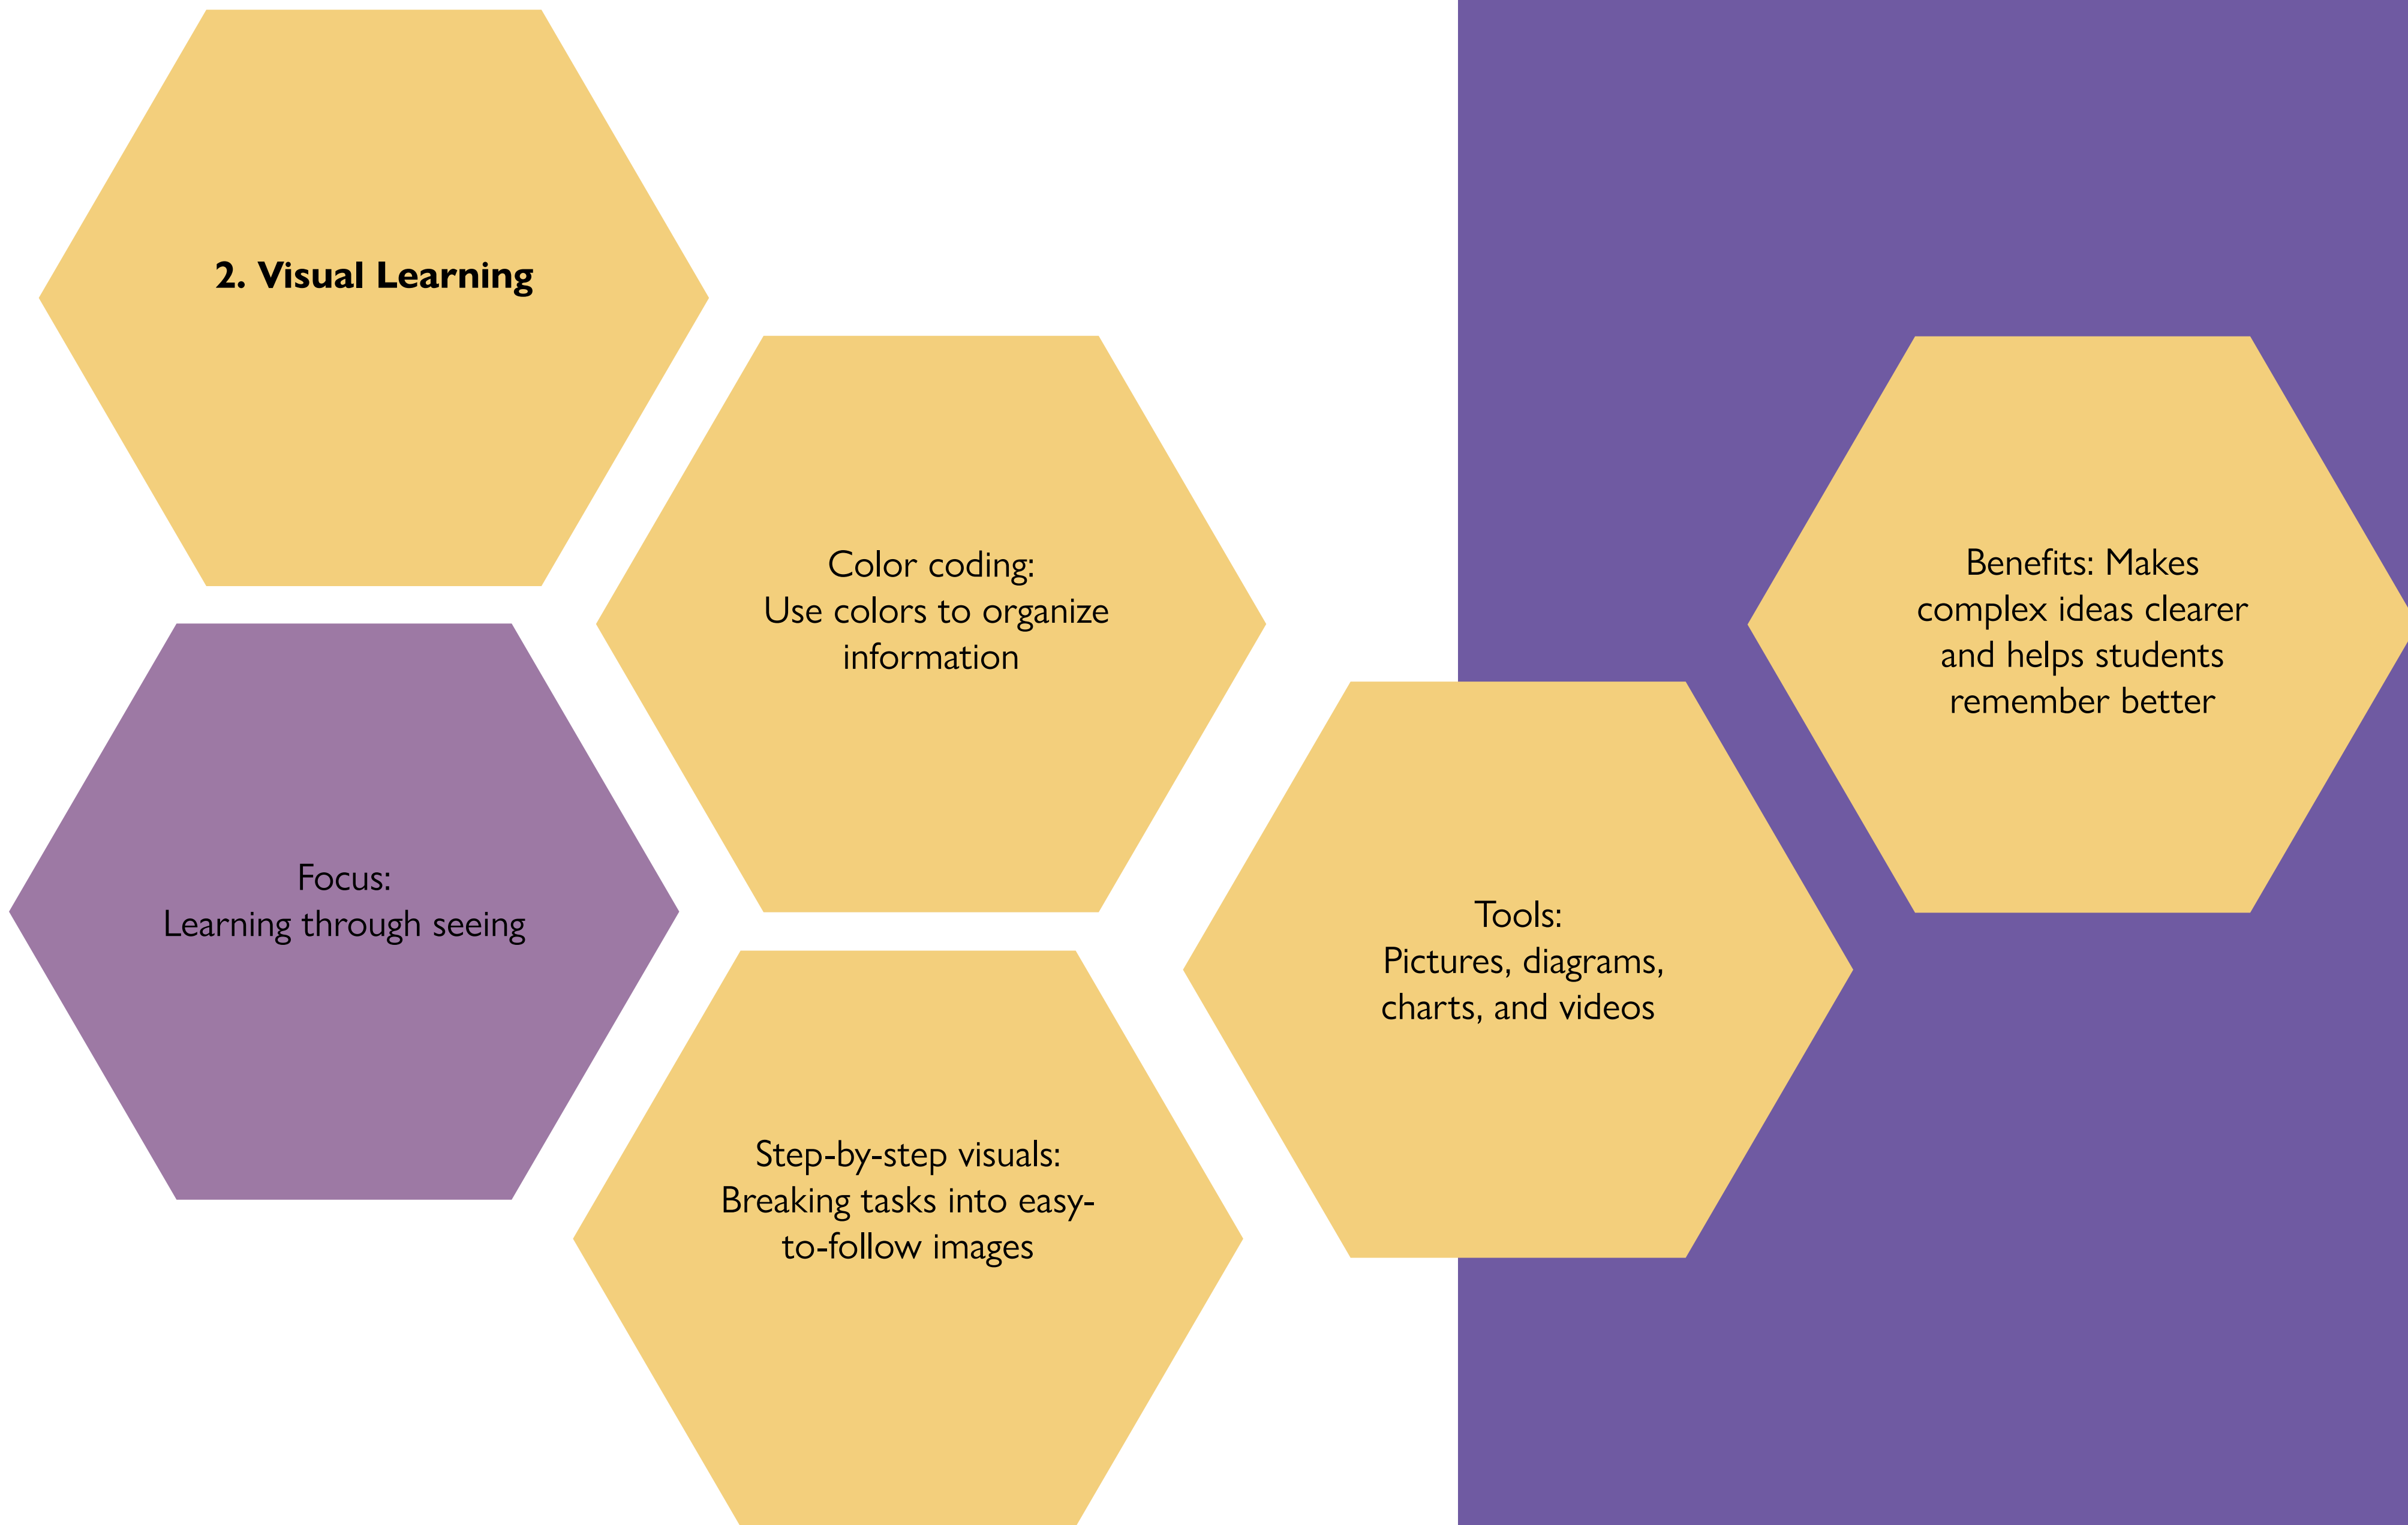 2. Visual Learning
Focus:
Learning through seeing
Color coding:
Use colors to organize
information
Step-by-step visuals:
Breaking tasks into easy-
to-follow images
Tools:
Pictures, diagrams,
charts, and videos
Benefits: Makes
complex ideas clearer
and helps students
remember better